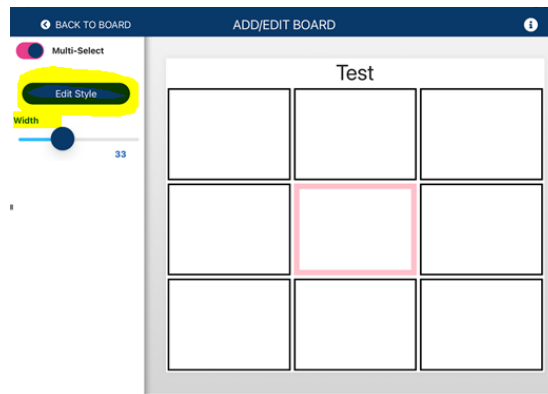 BACK TO BOARD
ADD/EDIT BOARD
i
Multi-Select
Edit Style
Width
33
Test